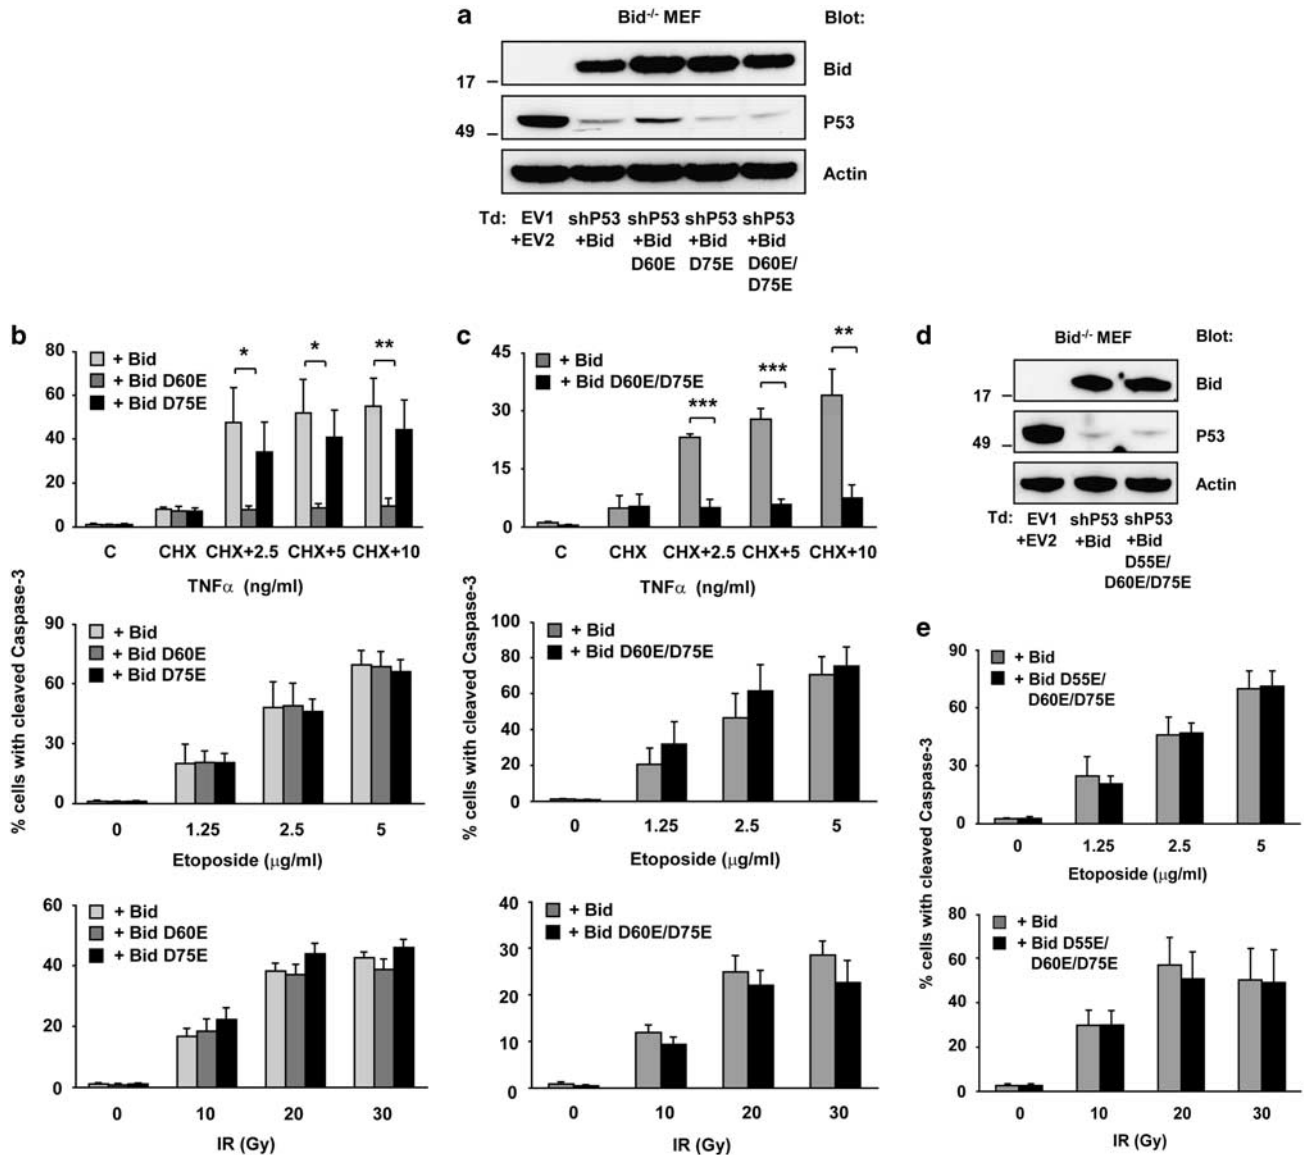 a
Bid-/- MEF
Blot:
Bid
17
P53
49
Actin
Td: EV1 shP53 shP53 shP53 shP53
+EV2 +Bid +Bid +Bid +Bid
D60E D75E D60E/
D75E
b
80
60
40
20
0
+ Bid
+ Bid D60E
+ Bid D75E
* * **
C CHX CHX+2.5 CHX+5 CHX+10
TNFα (ng/ml)
% cells with cleaved Caspase-3
90
60
30
0
+ Bid
+ Bid D60E
+ Bid D75E
0 1.25 2.5 5
Etoposide (µg/ml)
60
40
20
0
+ Bid
+ Bid D60E
+ Bid D75E
0 10 20 30
IR (Gy)
c
45
30
15
0
+ Bid
+ Bid D60E/D75E
*** *** **
C CHX CHX+2.5 CHX+5 CHX+10
TNFα (ng/ml)
% cells with cleaved Caspase-3
100
80
60
40
20
0
+ Bid
+ Bid D60E/D75E
0 1.25 2.5 5
Etoposide (µg/ml)
40
30
20
10
0
+ Bid
+ Bid D60E/D75E
0 10 20 30
IR (Gy)
d
Bid-/- MEF
Blot:
Bid
17
P53
49
Actin
Td: EV1 shP53 shP53
+EV2 +Bid +Bid
D55E/
D60E/D75E
e
90
60
30
0
+ Bid
+ Bid D55E/
D60E/D75E
0 1.25 2.5 5
Etoposide (µg/ml)
% cells with cleaved Caspase-3
80
60
40
20
0
+ Bid
+ Bid D55E/
D60E/D75E
0 10 20 30
IR (Gy)